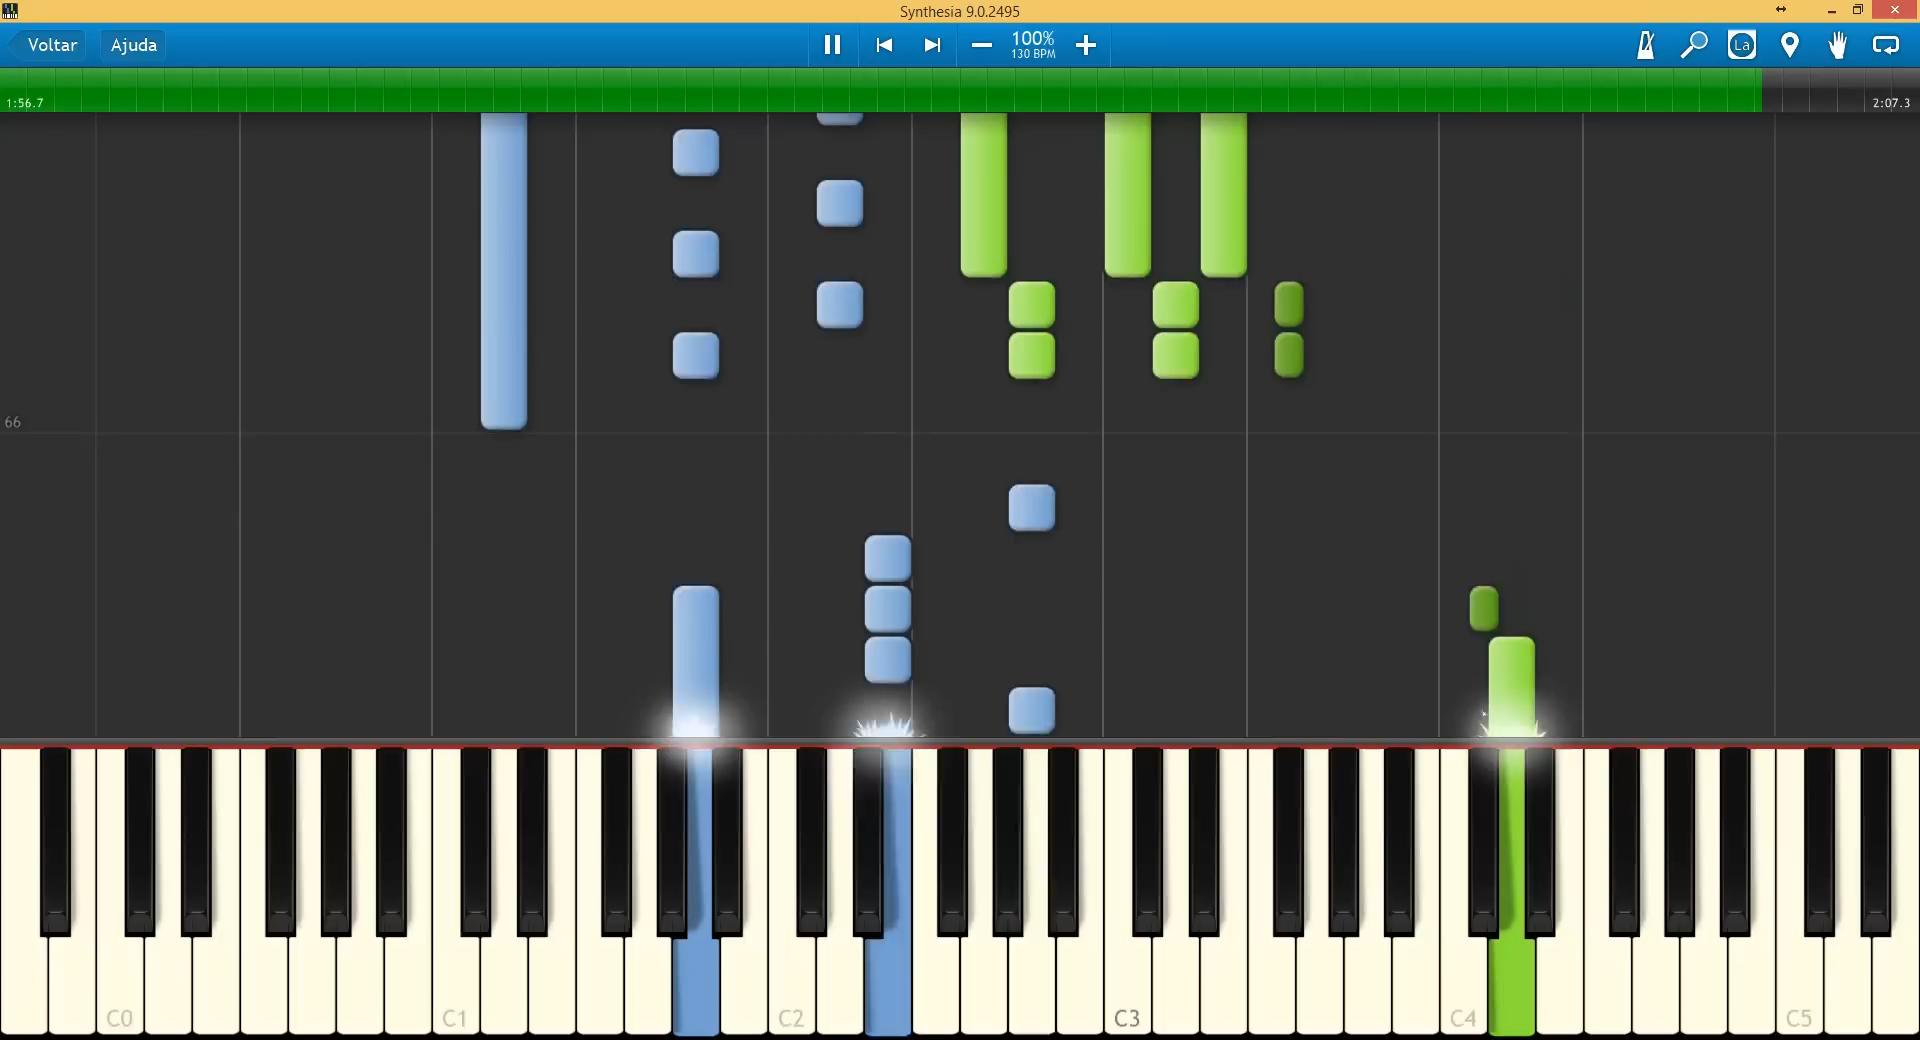 Synthesia 9.0.2495
Voltar
Ajuda
100%
130 BPM
La
1:56.7
2:07.3
66
C0
C1
C2
C3
C4
C5